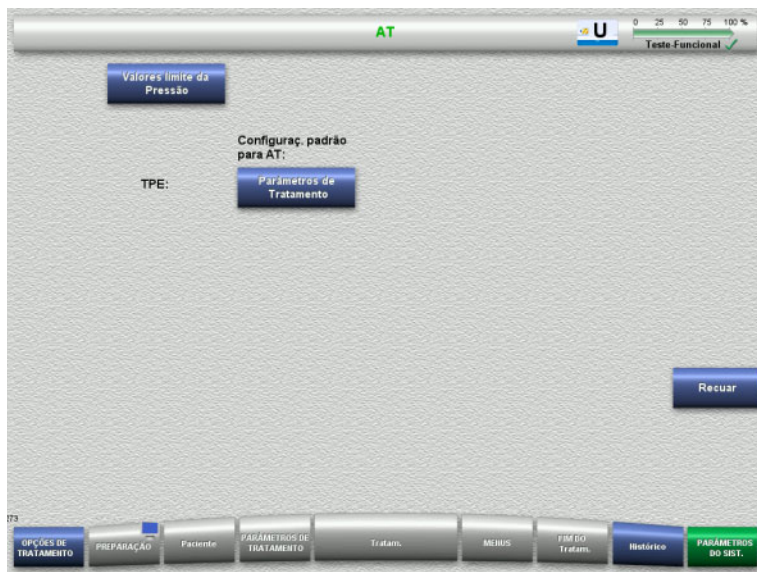 AT
U
0 25 50 75 100 %
Teste-Funcional
Valores limite da
Pressão
Configuraç. padrão
para AT:
TPE:
Parâmetros de
Tratamento
Recuar
273
OPÇÕES DE
TRATAMENTO
PREPARAÇÃO
Paciente
PARÂMETROS DE
TRATAMENTO
Tratam.
MENUS
FIM DO
Tratam.
Histórico
PARÂMETROS
DO SIST.